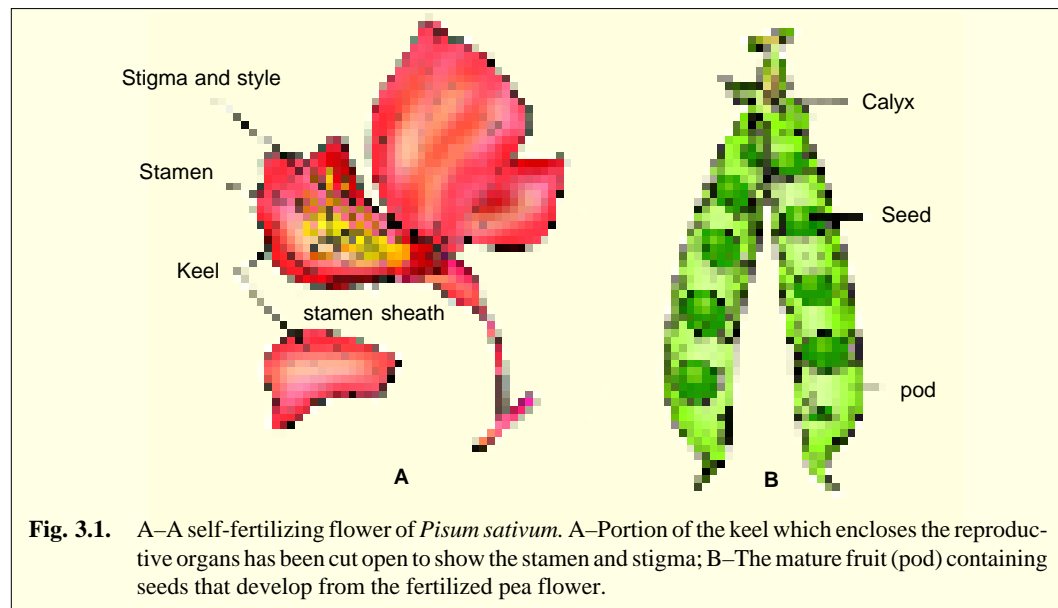 Stigma and style
Calyx
Stamen
Seed
Keel
stamen sheath
pod
A
B
Fig. 3.1. A–A self-fertilizing flower of Pisum sativum. A–Portion of the keel which encloses the reproduc-
tive organs has been cut open to show the stamen and stigma; B–The mature fruit (pod) containing
seeds that develop from the fertilized pea flower.